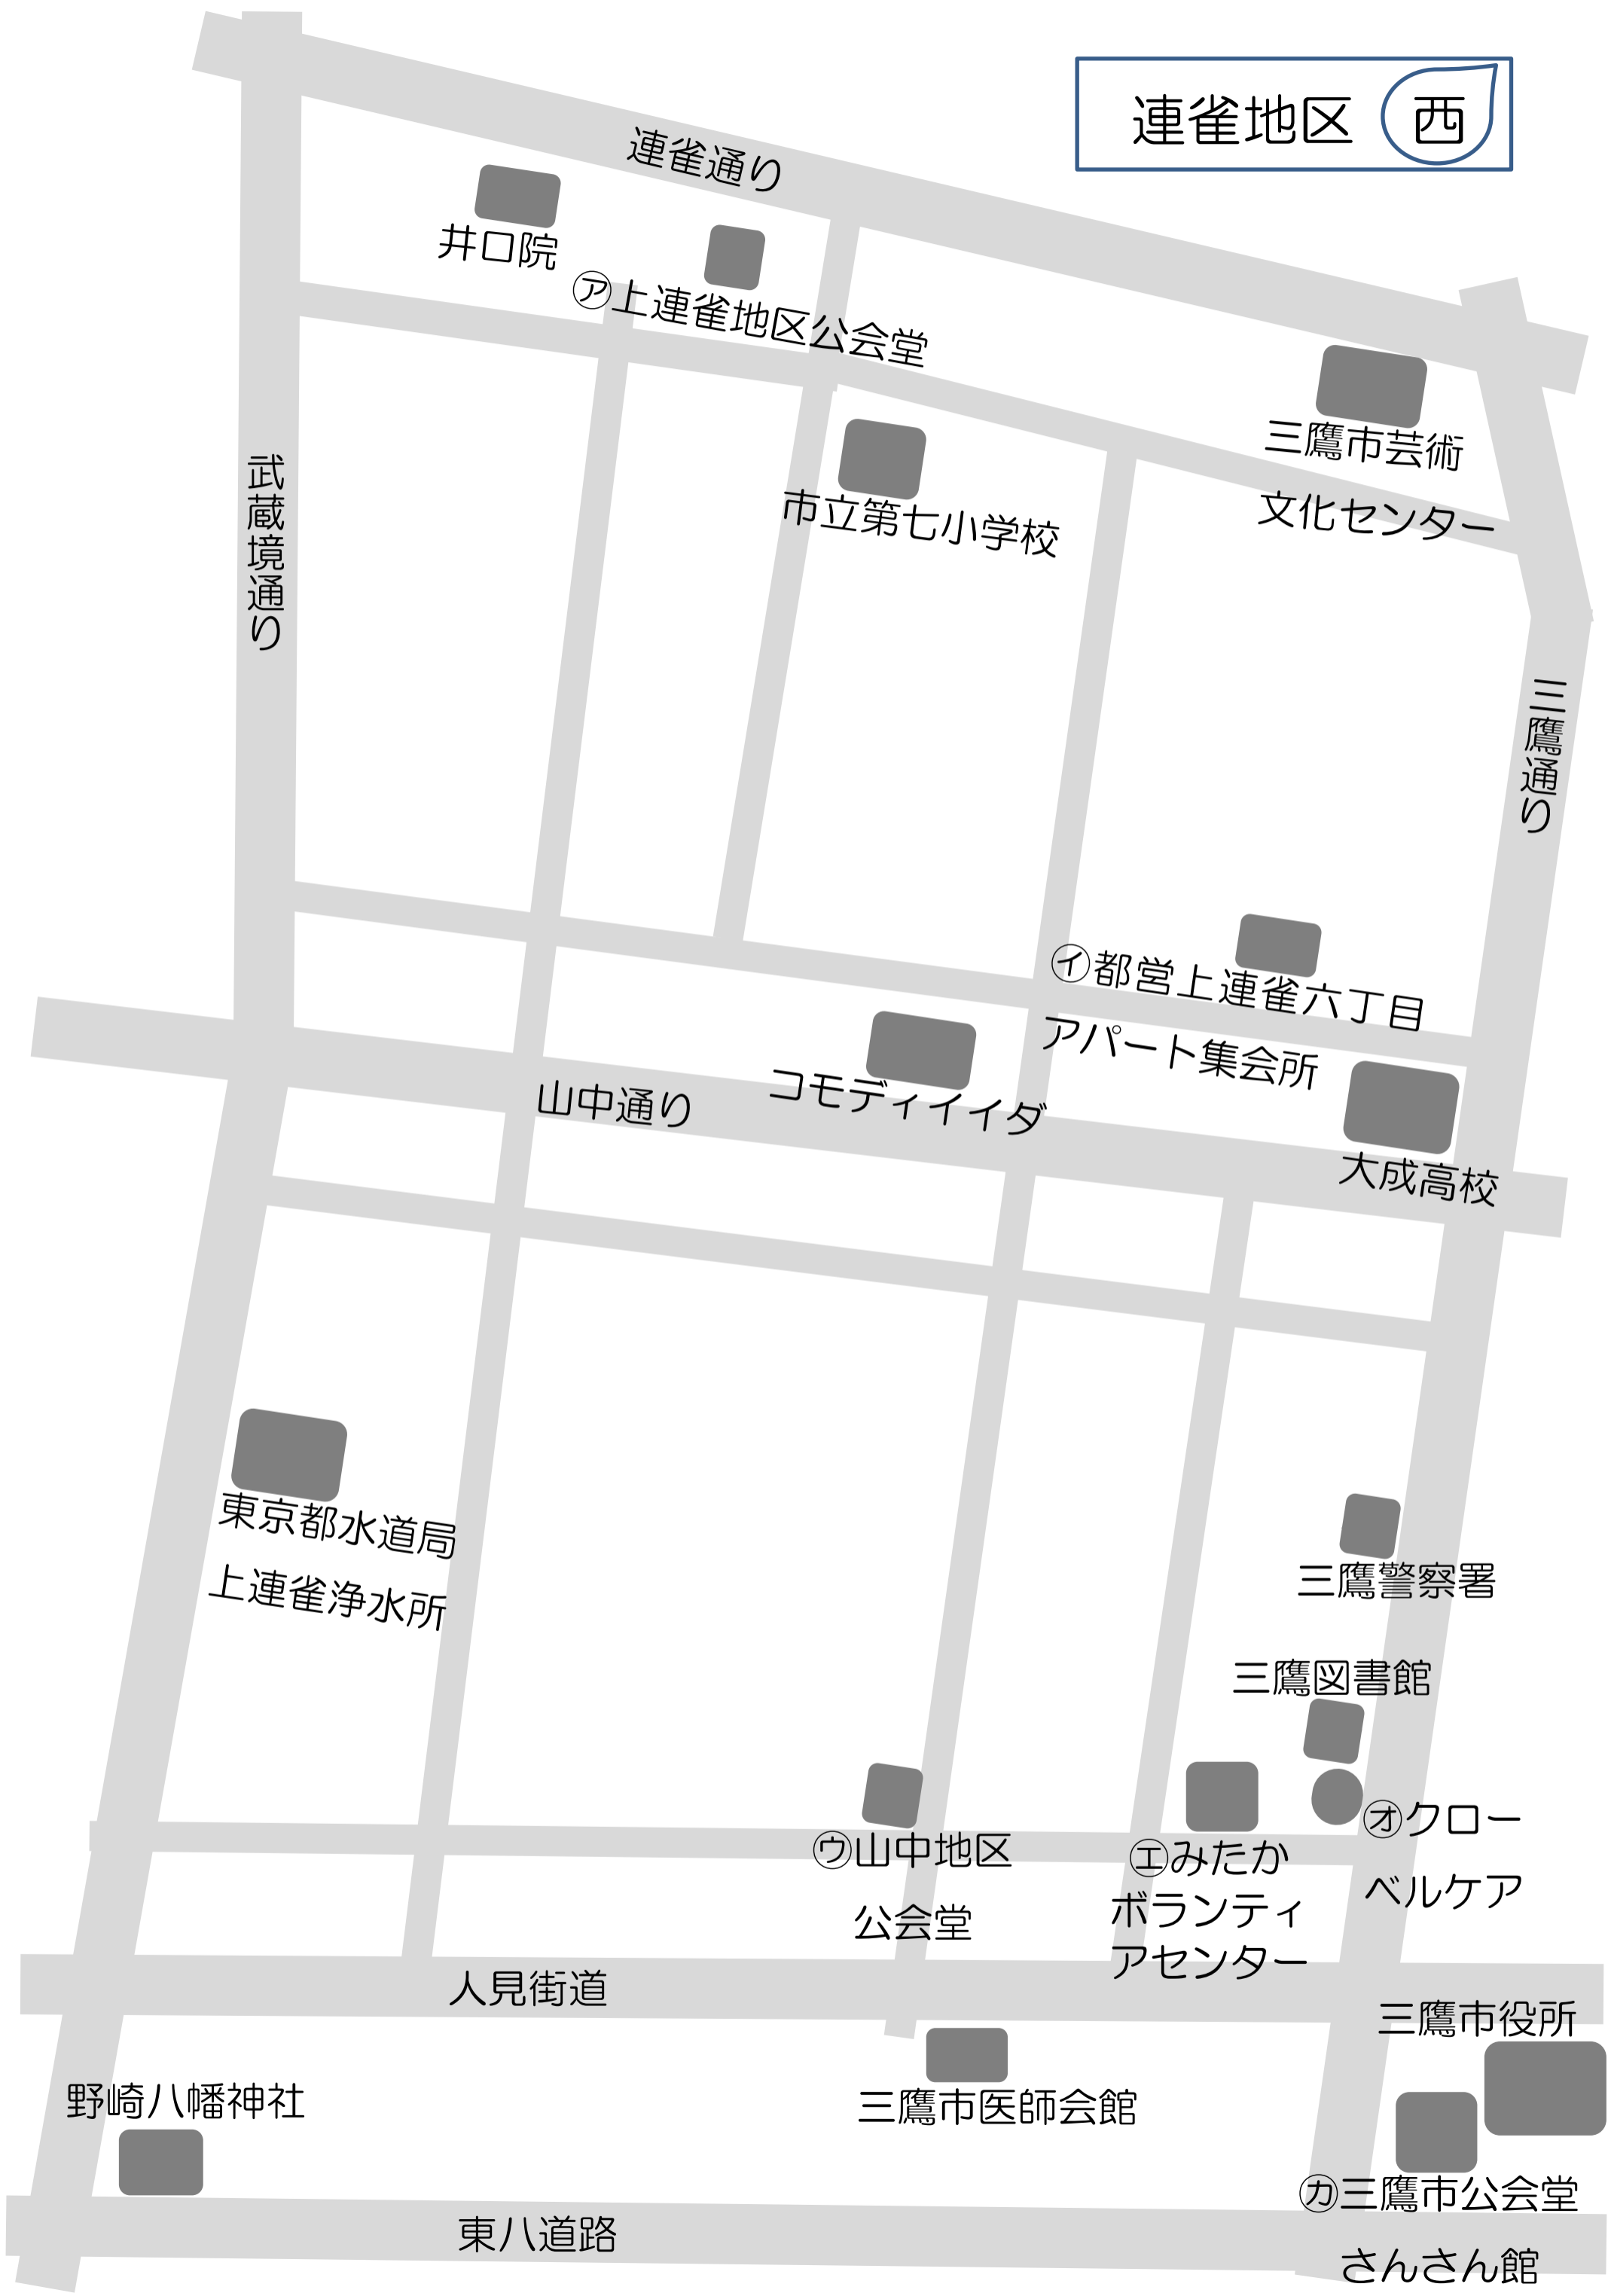 連雀地区 西
連雀通り
井口院
㋐上連雀地区公会堂
三鷹市芸術
文化センター
武蔵境通り
市立第七小学校
三鷹通り
㋑都営上連雀六丁目
アパート集会所
コモディイイダ
山中通り
大成高校
東京都水道局
上連雀浄水所
三鷹警察署
三鷹図書館
㋔クロー
ベルケア
㋒山中地区
公会堂
㋓みたか
ボランティ
アセンター
人見街道
三鷹市役所
野崎八幡神社
三鷹市医師会館
㋕三鷹市公会堂
さんさん館
東八道路